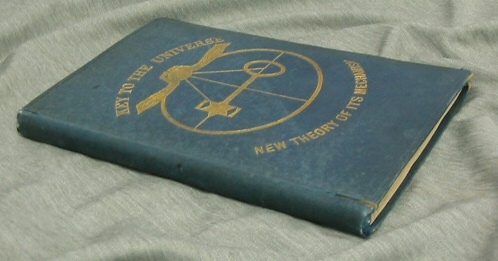 KEY TO THE UNIVERSE
NEW THEORY OF ITS MECHANISM